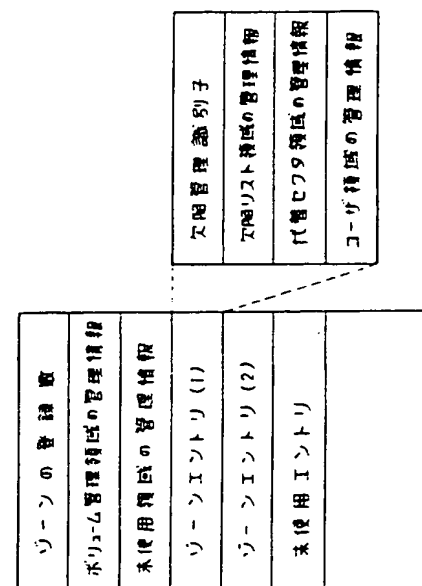 ゾーンの登録数
ボリューム管理領域の管理情報
未使用領域の管理情報
ゾーンエントリ(1)
ゾーンエントリ(2)
未使用エントリ
欠陥管理識別子
欠陥リスト領域の管理情報
代替セクタ領域の管理情報
ユーザ領域の管理情報